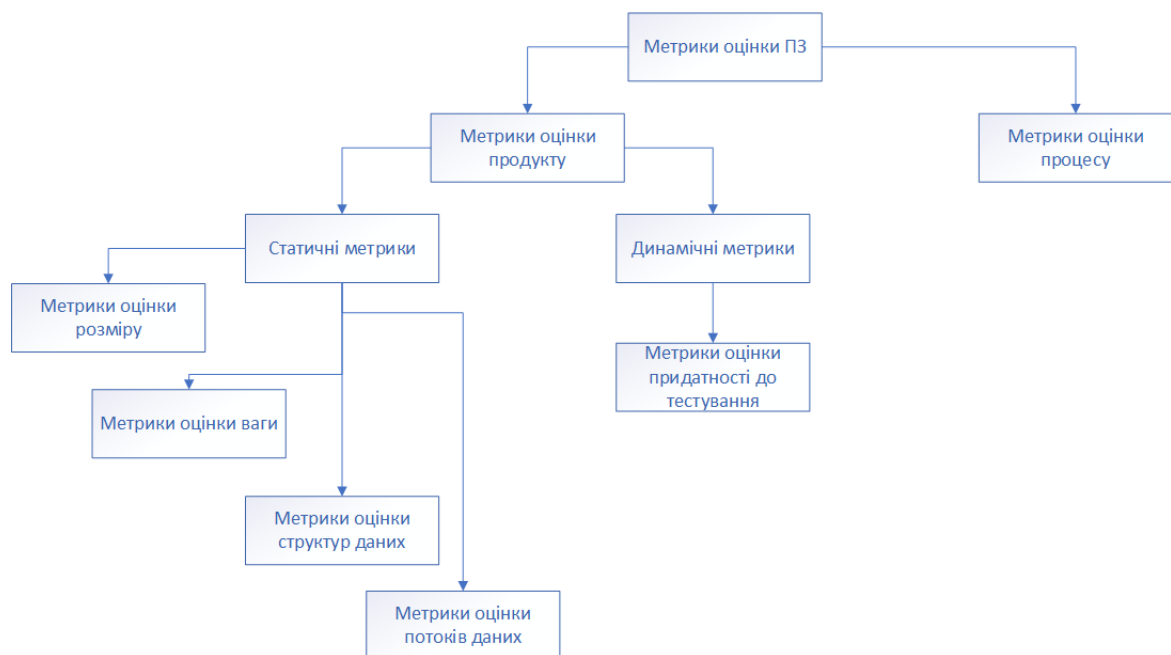 Метрики оцінки ПЗ
Метрики оцінки
продукту
Метрики оцінки
процесу
Статичні метрики
Динамічні метрики
Метрики оцінки
розміру
Метрики оцінки
придатності до
тестування
Метрики оцінки ваги
Метрики оцінки
структур даних
Метрики оцінки
потоків даних